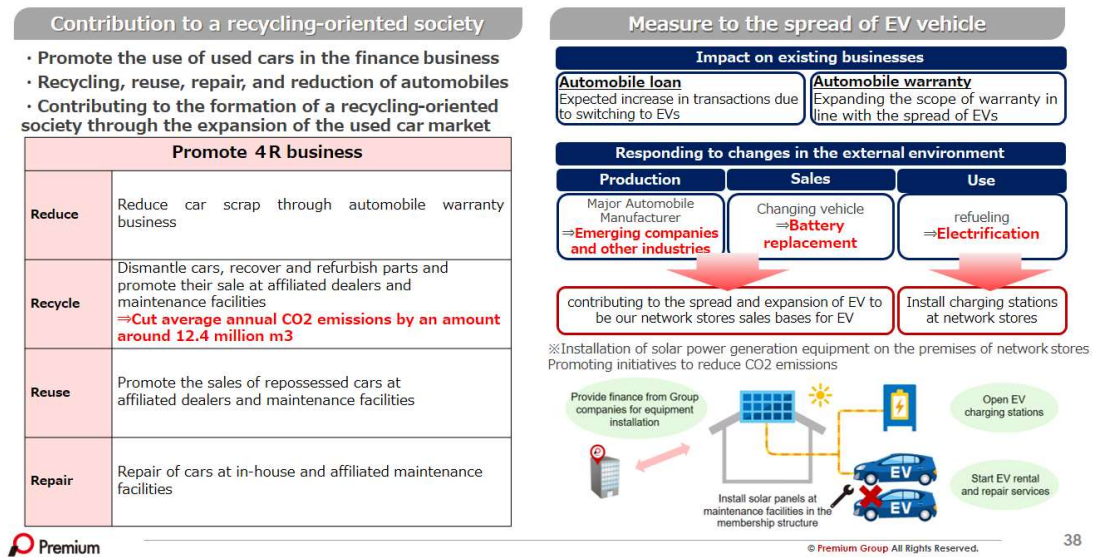 Contribution to a recycling-oriented society
・Promote the use of used cars in the finance business
・Recycling, reuse, repair, and reduction of automobiles
・Contributing to the formation of a recycling-oriented
society through the expansion of the used car market
Promote 4R business
Reduce
Reduce car scrap through automobile warranty
business
Recycle
Dismantle cars, recover and refurbish parts and
promote their sale at affiliated dealers and
maintenance facilities
⇒Cut average annual CO2 emissions by an amount
around 12.4 million m3
Reuse
Promote the sales of repossessed cars at
affiliated dealers and maintenance facilities
Repair
Repair of cars at in-house and affiliated maintenance
facilities
Measure to the spread of EV vehicle
Impact on existing businesses
Automobile loan
Expected increase in transactions due
to switching to EVs
Automobile warranty
Expanding the scope of warranty in
line with the spread of EVs
Responding to changes in the external environment
Production
Sales
Use
Major Automobile
Manufacturer
⇒Emerging companies
and other industries
Changing vehicle
⇒Battery
replacement
refueling
⇒Electrification
contributing to the spread and expansion of EV to
be our network stores sales bases for EV
Install charging stations
at network stores
※Installation of solar power generation equipment on the premises of network stores
Promoting initiatives to reduce CO2 emissions
Provide finance from Group
companies for equipment
installation
Open EV
charging stations
EV
EV
Start EV rental
and repair services
Install solar panels at
maintenance facilities in the
membership structure
Premium
© Premium Group All Rights Reserved.
38